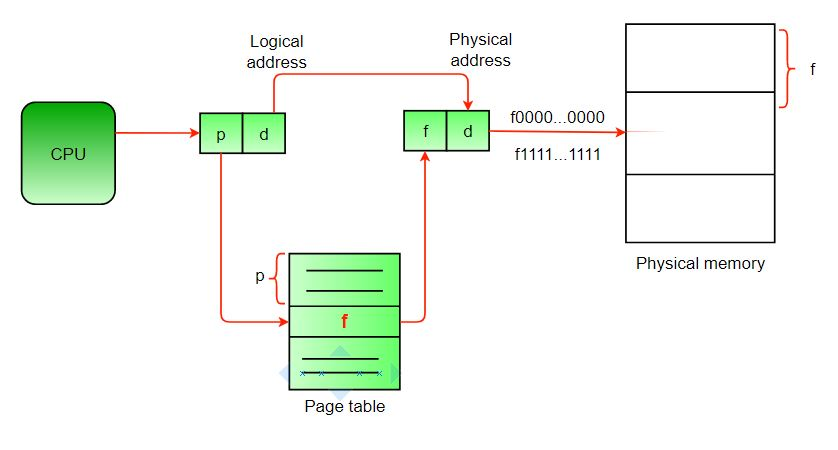 Logical
address
Physical
address
f
CPU
p
d
f
d
f0000...0000
f1111...1111
Physical memory
p
f
Page table